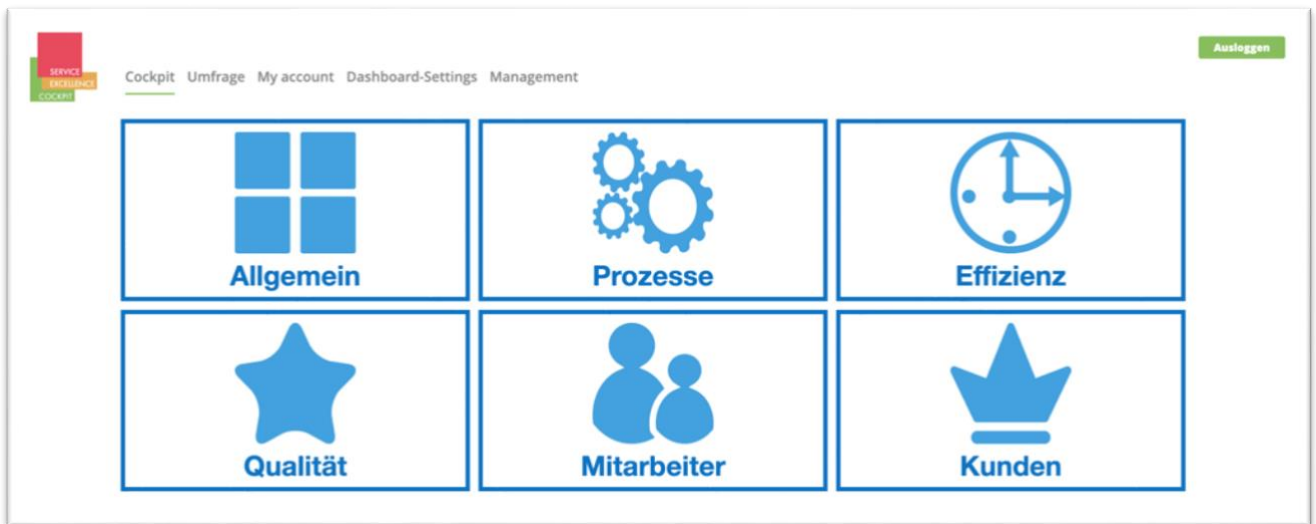 Ausloggen
SERVICE
EXCELLENCE
COCKPIT
Cockpit Umfrage My account Dashboard-Settings Management
Allgemein Prozesse Effizienz
Qualität Mitarbeiter Kunden